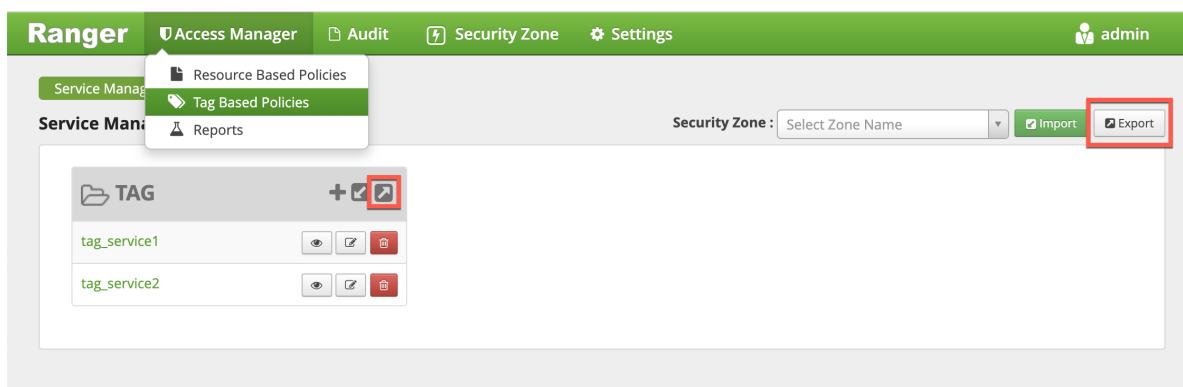 Ranger Access Manager Audit Security Zone Settings admin
Resource Based Policies
Service Manag
Tag Based Policies
Service Mana
Reports
Security Zone : Select Zone Name Import Export
TAG
tag_service1
tag_service2